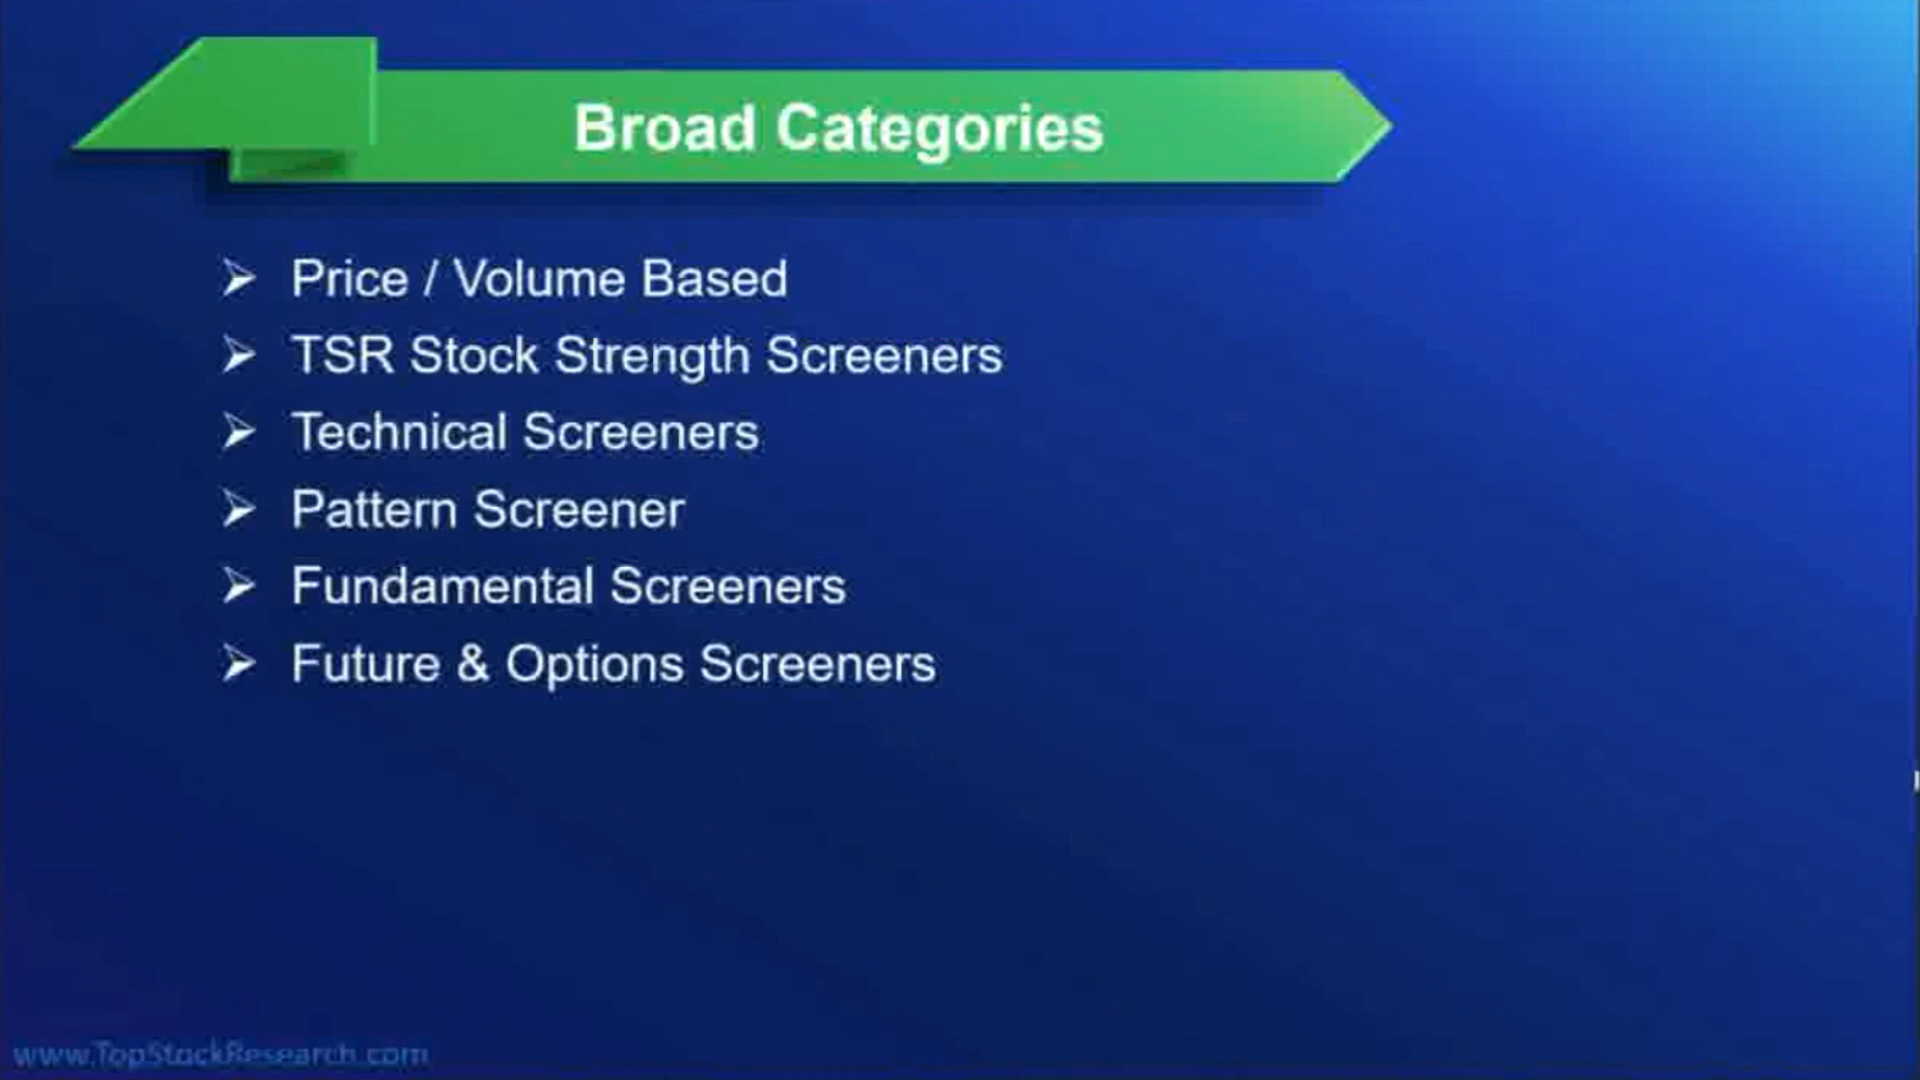 Broad Categories
Price / Volume Based
TSR Stock Strength Screeners
Technical Screeners
Pattern Screener
Fundamental Screeners
Future & Options Screeners
www.TopStockResearch.com